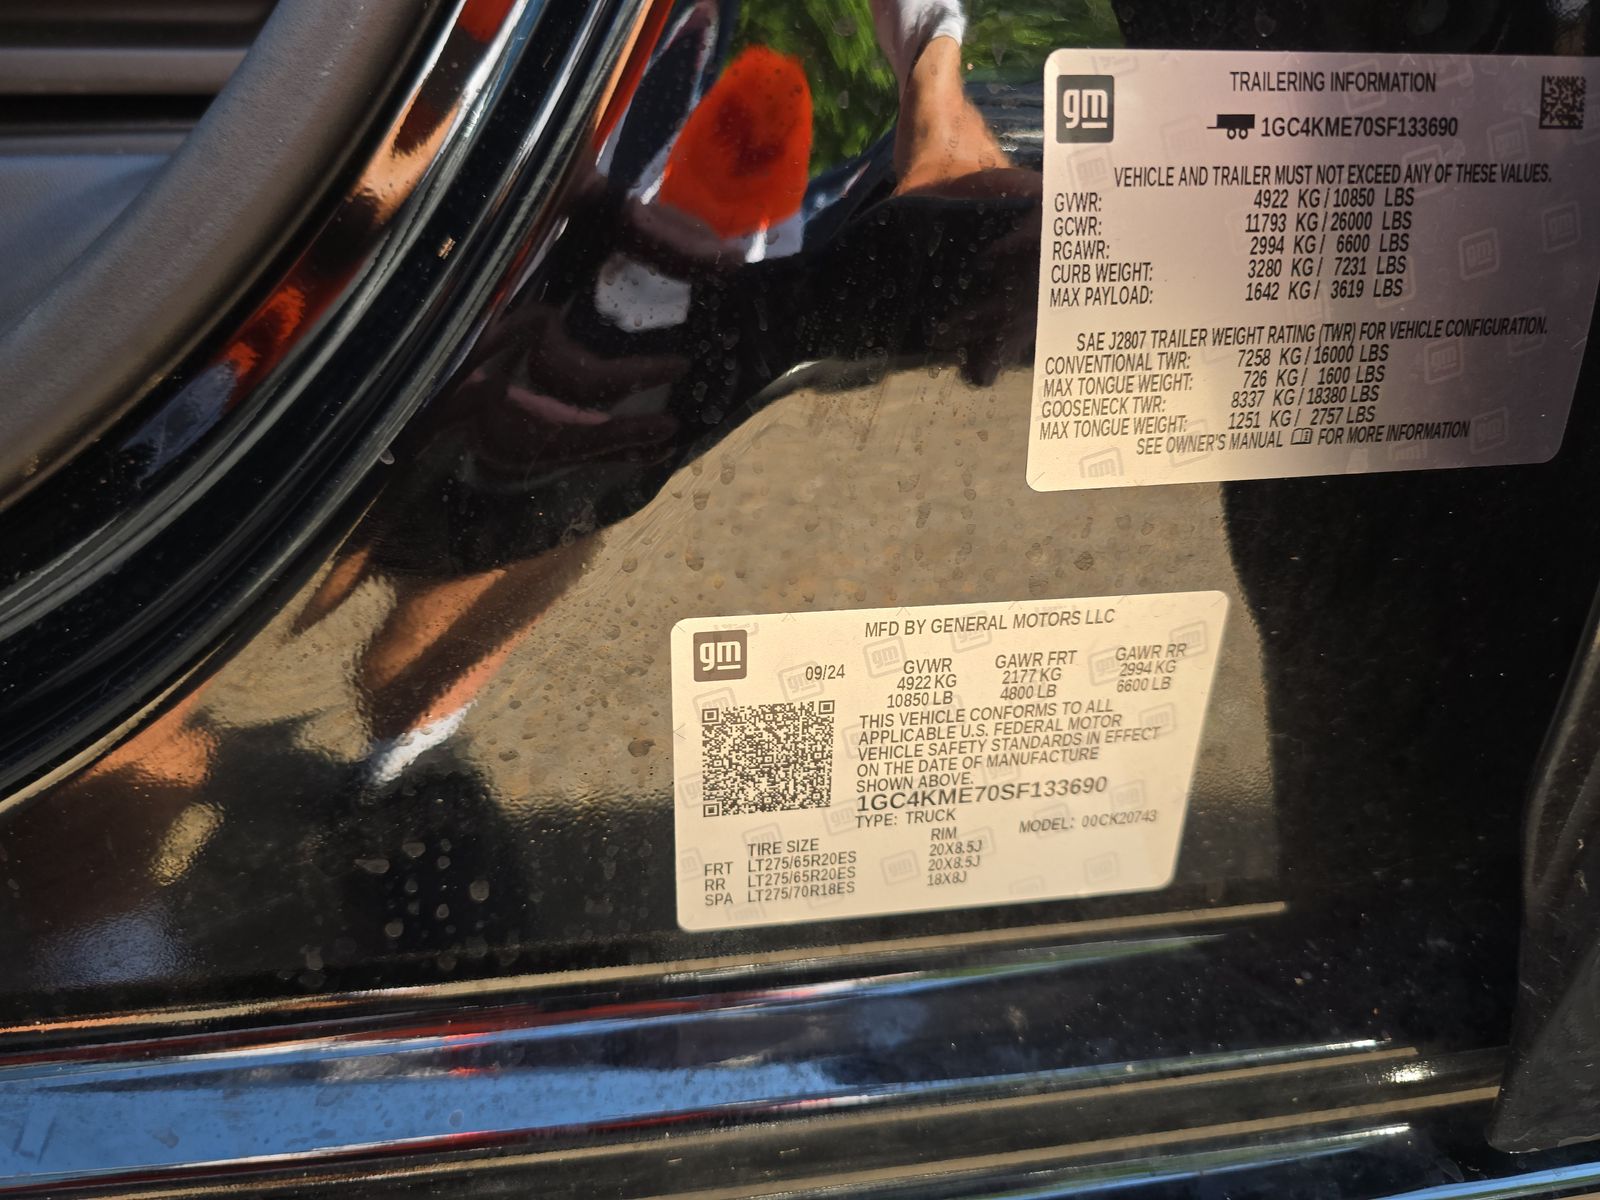 gm
TRAILERING INFORMATION
1GC4KME70SF133690
VEHICLE AND TRAILER MUST NOT EXCEED ANY OF THESE VALUES.
GVWR: 4922 KG / 10850 LBS
GCWR: 11793 KG / 26000 LBS
RGAWR: 2994 KG / 6600 LBS
CURB WEIGHT: 3280 KG / 7231 LBS
MAX PAYLOAD: 1642 KG / 3619 LBS
SAE J2807 TRAILER WEIGHT RATING (TWR) FOR VEHICLE CONFIGURATION.
CONVENTIONAL TWR: 7258 KG / 16000 LBS
MAX TONGUE WEIGHT: 726 KG / 1600 LBS
GOOSENECK TWR: 8337 KG / 18380 LBS
MAX TONGUE WEIGHT: 1251 KG / 2757 LBS
SEE OWNER'S MANUAL FOR MORE INFORMATION
gm
MFD BY GENERAL MOTORS LLC
09/24 GVWR GAWR FRT GAWR RR
4922 KG 2177 KG 2994 KG
10850 LB 4800 LB 6600 LB
THIS VEHICLE CONFORMS TO ALL
APPLICABLE U.S. FEDERAL MOTOR
VEHICLE SAFETY STANDARDS IN EFFECT
ON THE DATE OF MANUFACTURE
SHOWN ABOVE.
1GC4KME70SF133690
TYPE: TRUCK MODEL: 00CK20743
TIRE SIZE RIM
FRT LT275/65R20ES 20X8.5J
RR LT275/65R20ES 20X8.5J
SPA LT275/70R18ES 18X8J